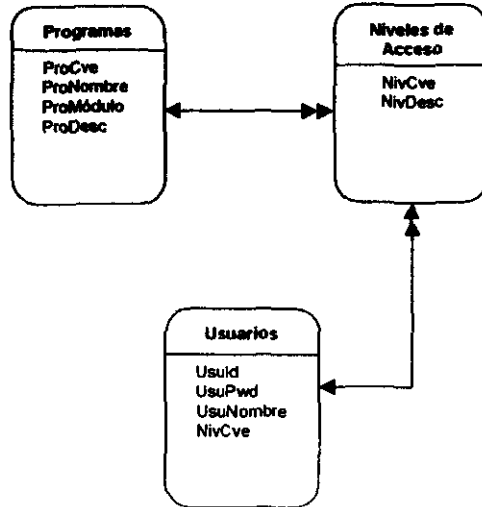 Programas
ProCve
ProNombre
ProMódulo
ProDesc
Niveles de
Acceso
NivCve
NivDesc
Usuarios
UsuId
UsuPwd
UsuNombre
NivCve